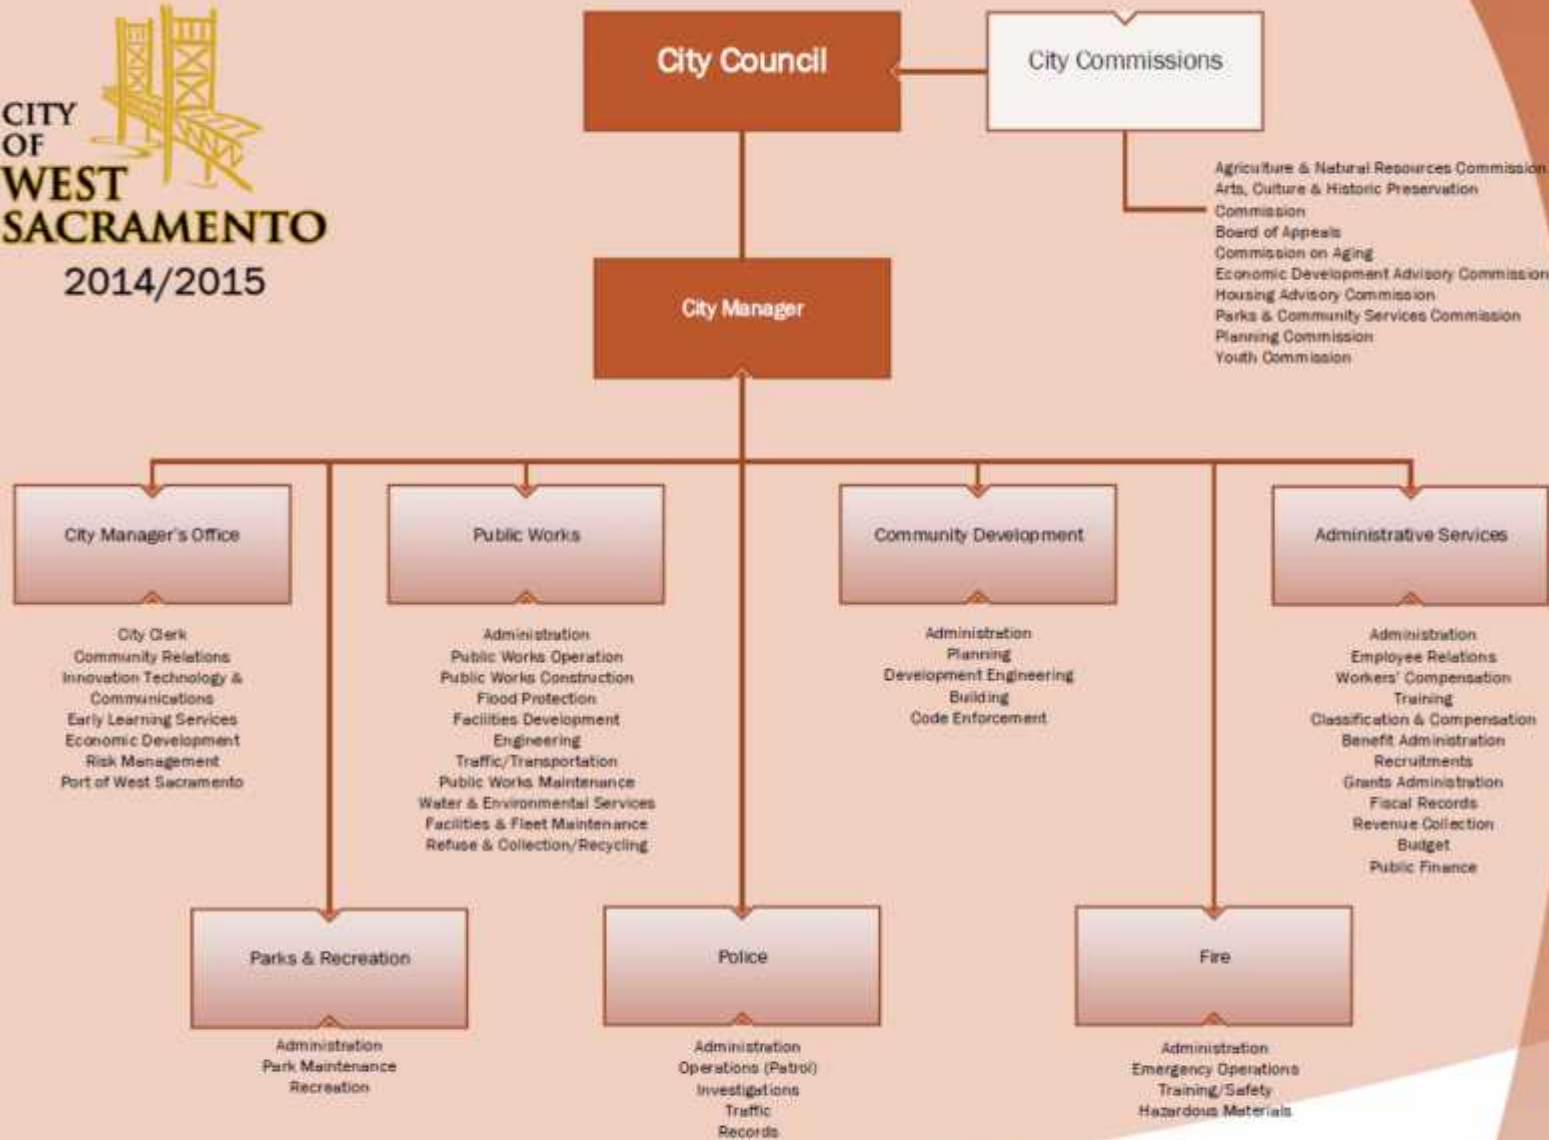 CITY
OF
WEST
SACRAMENTO
2014/2015
City Council
City Commissions
Agriculture & Natural Resources Commission
Arts, Culture & Historic Preservation
Commission
Board of Appeals
Commission on Aging
Economic Development Advisory Commission
Housing Advisory Commission
Parks & Community Services Commission
Planning Commission
Youth Commission
City Manager
City Manager's Office
City Clerk
Community Relations
Innovation Technology &
Communications
Early Learning Services
Economic Development
Risk Management
Port of West Sacramento
Public Works
Administration
Public Works Operation
Public Works Construction
Flood Protection
Facilities Development
Engineering
Traffic/Transportation
Public Works Maintenance
Water & Environmental Services
Facilities & Fleet Maintenance
Refuse & Collection/Recycling
Community Development
Administration
Planning
Development Engineering
Building
Code Enforcement
Administrative Services
Administration
Employee Relations
Workers' Compensation
Training
Classification & Compensation
Benefit Administration
Recruitments
Grants Administration
Fiscal Records
Revenue Collection
Budget
Public Finance
Parks & Recreation
Administration
Park Maintenance
Recreation
Police
Administration
Operations (Patrol)
Investigations
Traffic
Records
Fire
Administration
Emergency Operations
Training/Safety
Hazardous Materials